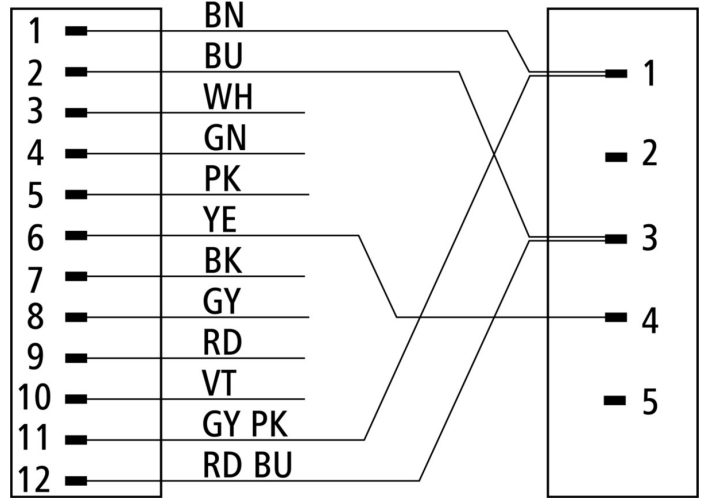 1 BN
2 BU
3 WH
4 GN
5 PK
6 YE
7 BK
8 GY
9 RD
10 VT
11 GY PK
12 RD BU
1
2
3
4
5